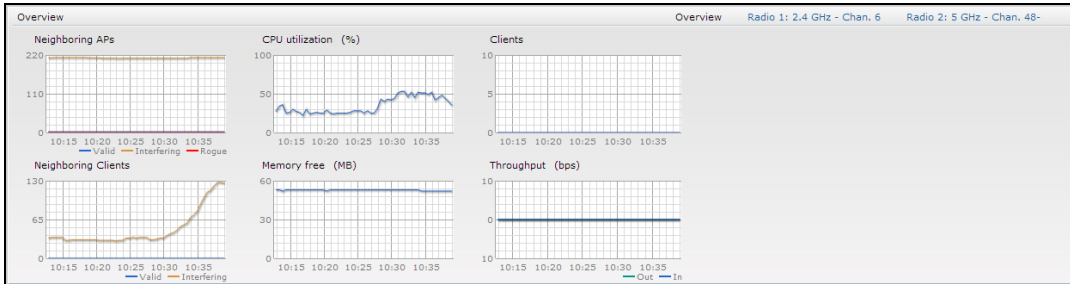 Overview
Overview Radio 1: 2.4 GHz - Chan. 6 Radio 2: 5 GHz - Chan. 48-
Neighboring APs
220
110
0
10:15 10:20 10:25 10:30 10:35
Valid Interfering Rogue
CPU utilization (%)
100
50
0
10:15 10:20 10:25 10:30 10:35
Clients
10
5
0
10:15 10:20 10:25 10:30 10:35
Neighboring Clients
130
65
0
10:15 10:20 10:25 10:30 10:35
Valid Interfering
Memory free (MB)
60
30
0
10:15 10:20 10:25 10:30 10:35
Throughput (bps)
10
0
10
10:15 10:20 10:25 10:30 10:35
Out In